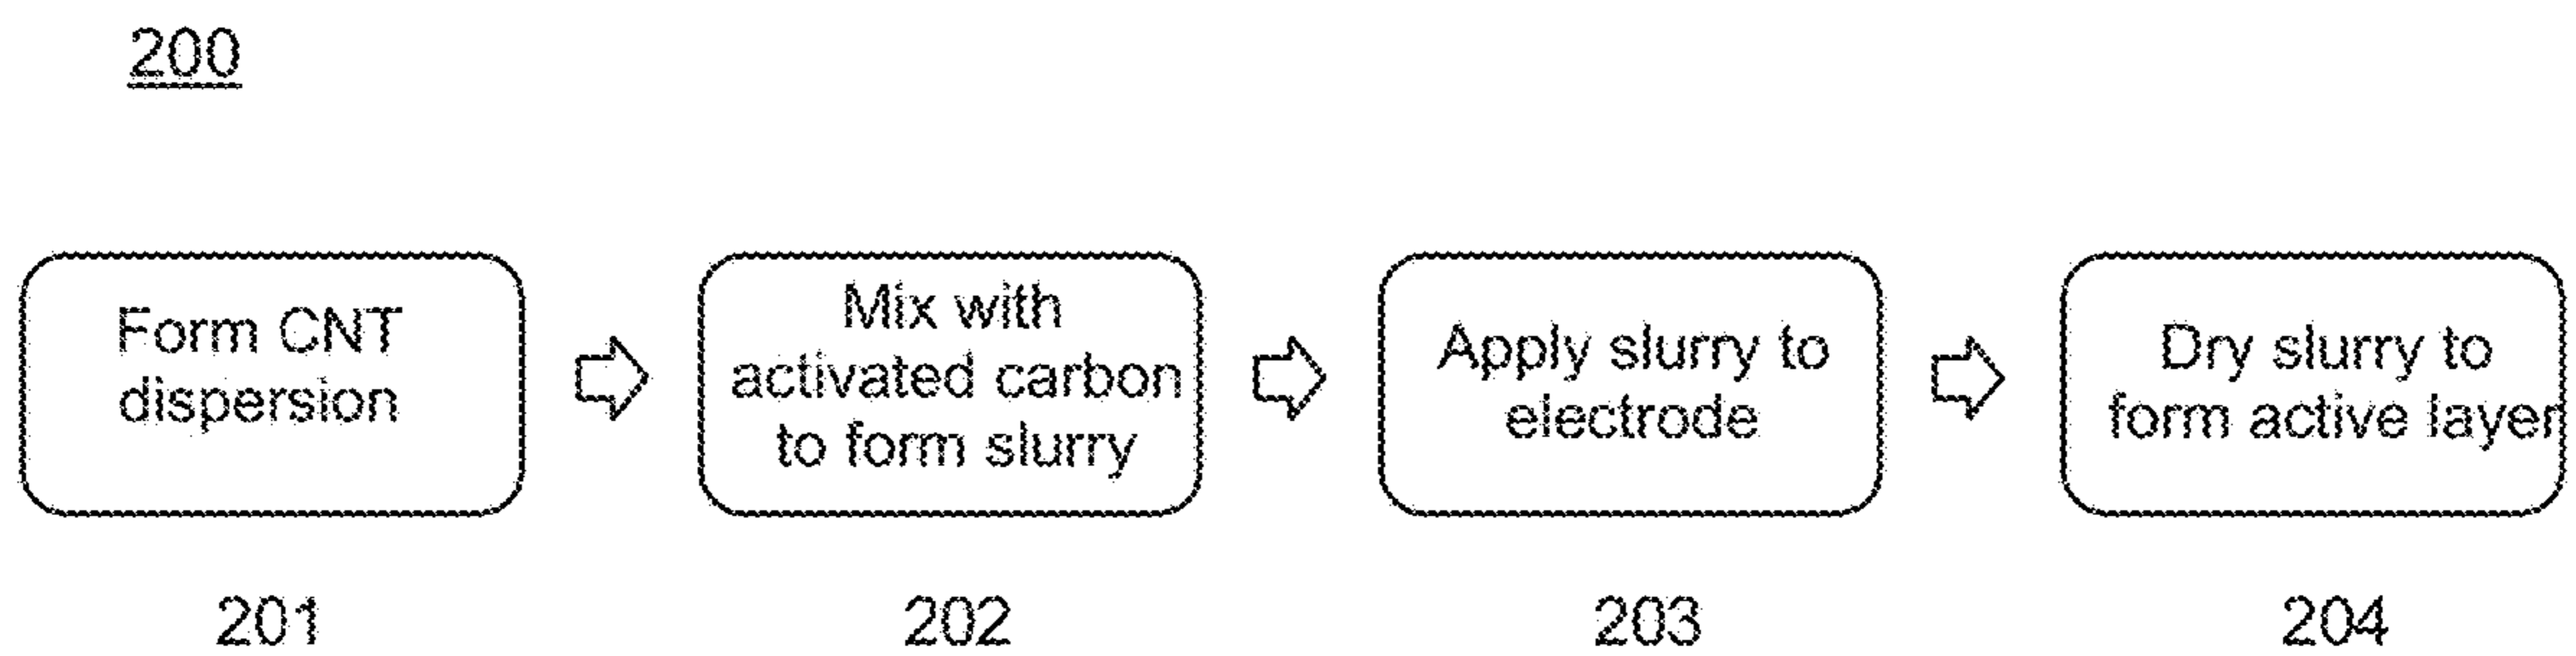 200
Form CNT
dispersion
Mix with
activated carbon
to form slurry
Apply slurry to
electrode
Dry slurry to
form active layer
201
202
203
204